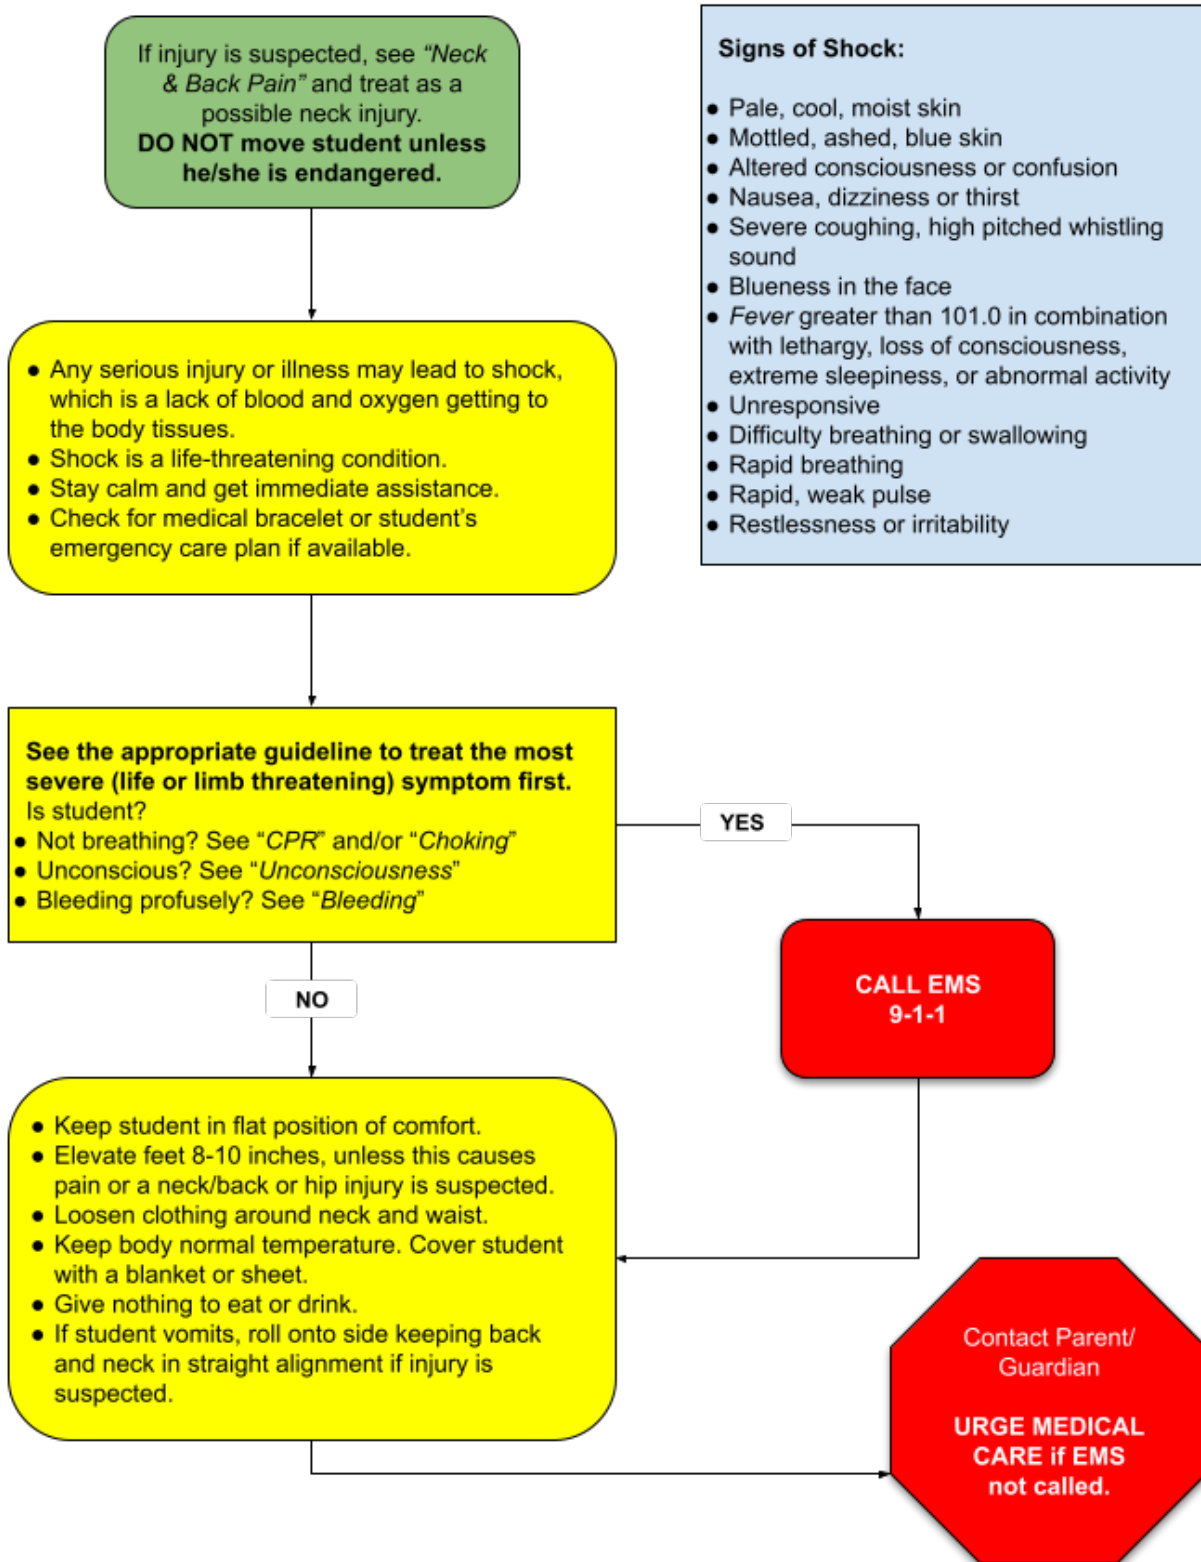 If injury is suspected, see “Neck
& Back Pain” and treat as a
possible neck injury.
DO NOT move student unless
he/she is endangered.
Signs of Shock:
● Pale, cool, moist skin
● Mottled, ashed, blue skin
● Altered consciousness or confusion
● Nausea, dizziness or thirst
● Severe coughing, high pitched whistling
sound
● Blueness in the face
● Fever greater than 101.0 in combination
with lethargy, loss of consciousness,
extreme sleepiness, or abnormal activity
● Unresponsive
● Difficulty breathing or swallowing
● Rapid breathing
● Rapid, weak pulse
● Restlessness or irritability
● Any serious injury or illness may lead to shock,
which is a lack of blood and oxygen getting to
the body tissues.
● Shock is a life-threatening condition.
● Stay calm and get immediate assistance.
● Check for medical bracelet or student’s
emergency care plan if available.
See the appropriate guideline to treat the most
severe (life or limb threatening) symptom first.
Is student?
● Not breathing? See “CPR” and/or “Choking”
● Unconscious? See “Unconsciousness”
● Bleeding profusely? See “Bleeding”
YES
NO
CALL EMS
9-1-1
● Keep student in flat position of comfort.
● Elevate feet 8-10 inches, unless this causes
pain or a neck/back or hip injury is suspected.
● Loosen clothing around neck and waist.
● Keep body normal temperature. Cover student
with a blanket or sheet.
● Give nothing to eat or drink.
● If student vomits, roll onto side keeping back
and neck in straight alignment if injury is
suspected.
Contact Parent/
Guardian
URGE MEDICAL
CARE if EMS
not called.